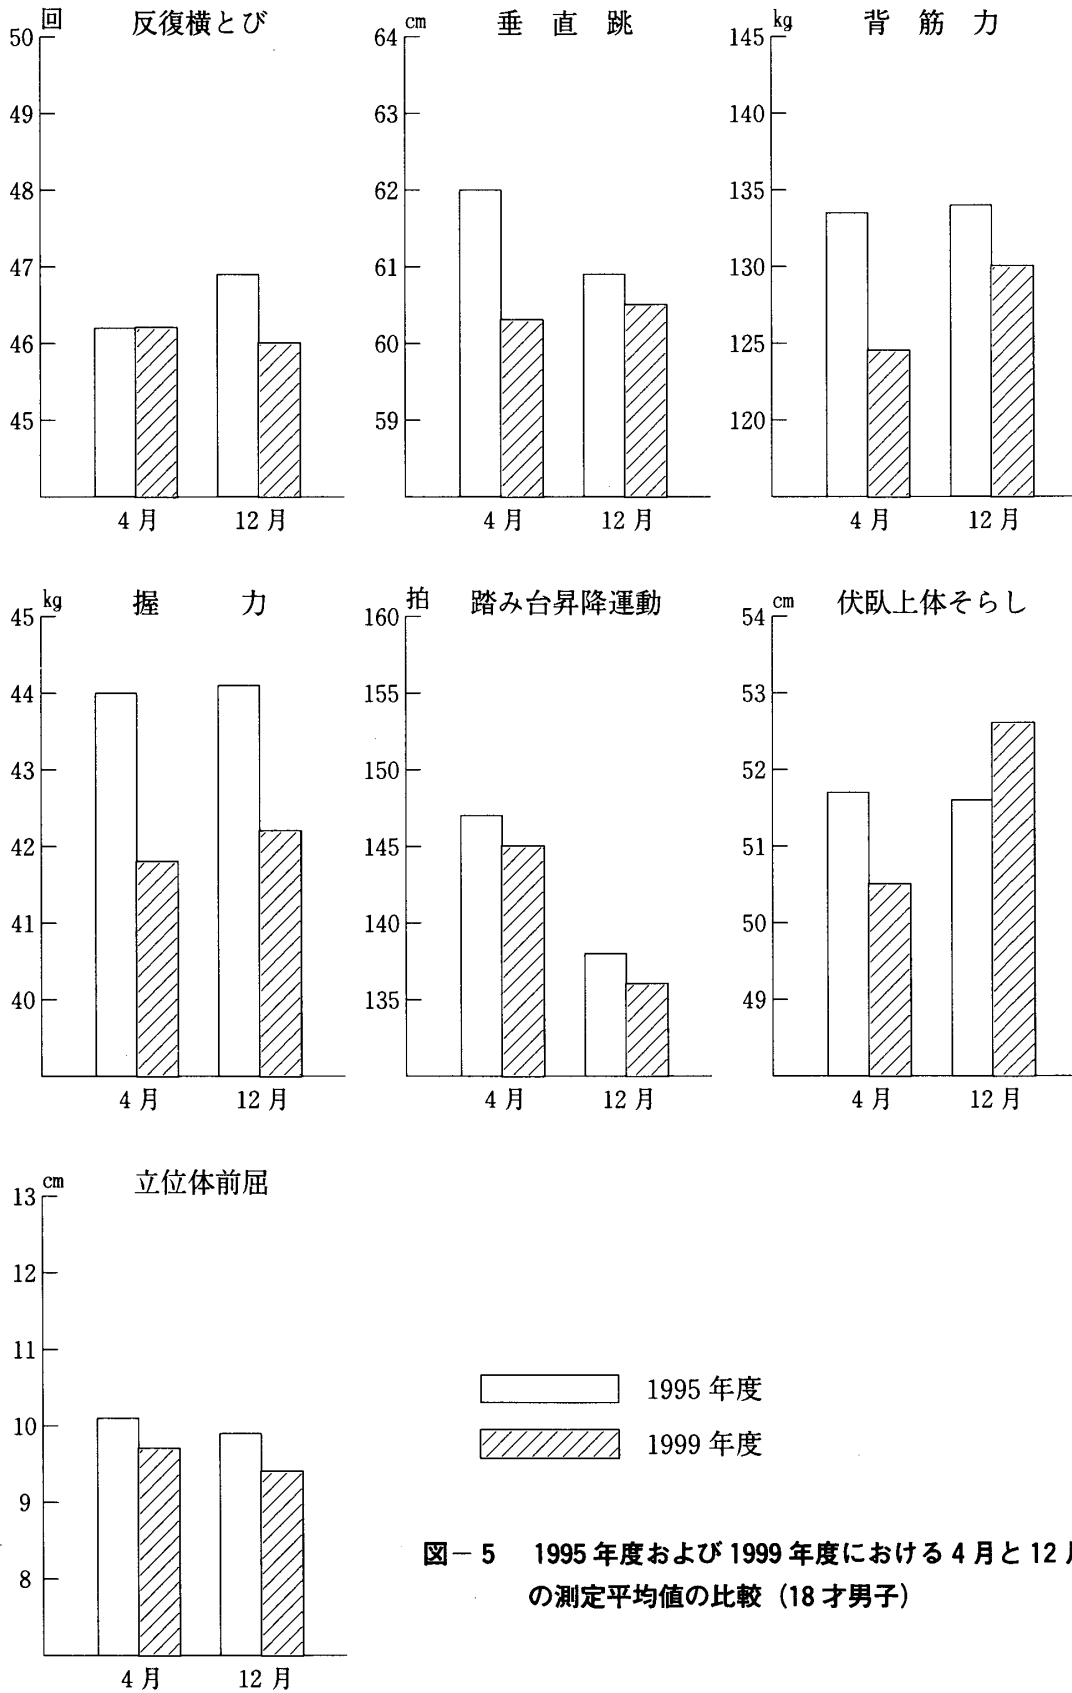 回 反復横とび
50
49
48
47
46
45
4月 12月
cm 垂直跳
64
63
62
61
60
59
4月 12月
kg 背筋力
145
140
135
130
125
120
4月 12月
kg 握力
45
44
43
42
41
40
4月 12月
拍 踏み台昇降運動
160
155
150
145
140
135
4月 12月
cm 伏臥上体そらし
54
53
52
51
50
49
4月 12月
cm 立位体前屈
13
12
11
10
9
8
4月 12月
1995年度
1999年度
図－5 1995年度および1999年度における4月と12月
の測定平均値の比較（18才男子）